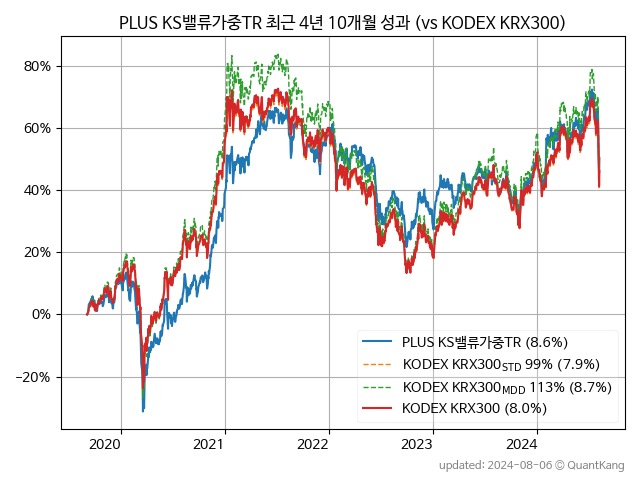 PLUS KS밸류가중TR 최근 4년 10개월 성과 (vs KODEX KRX300)
80%
60%
40%
20%
0%
−20%
PLUS KS밸류가중TR (8.6%)
KODEX KRX300STD 99% (7.9%)
KODEX KRX300MDD 113% (8.7%)
KODEX KRX300 (8.0%)
2020 2021 2022 2023 2024
updated: 2024-08-06 © QuantKang